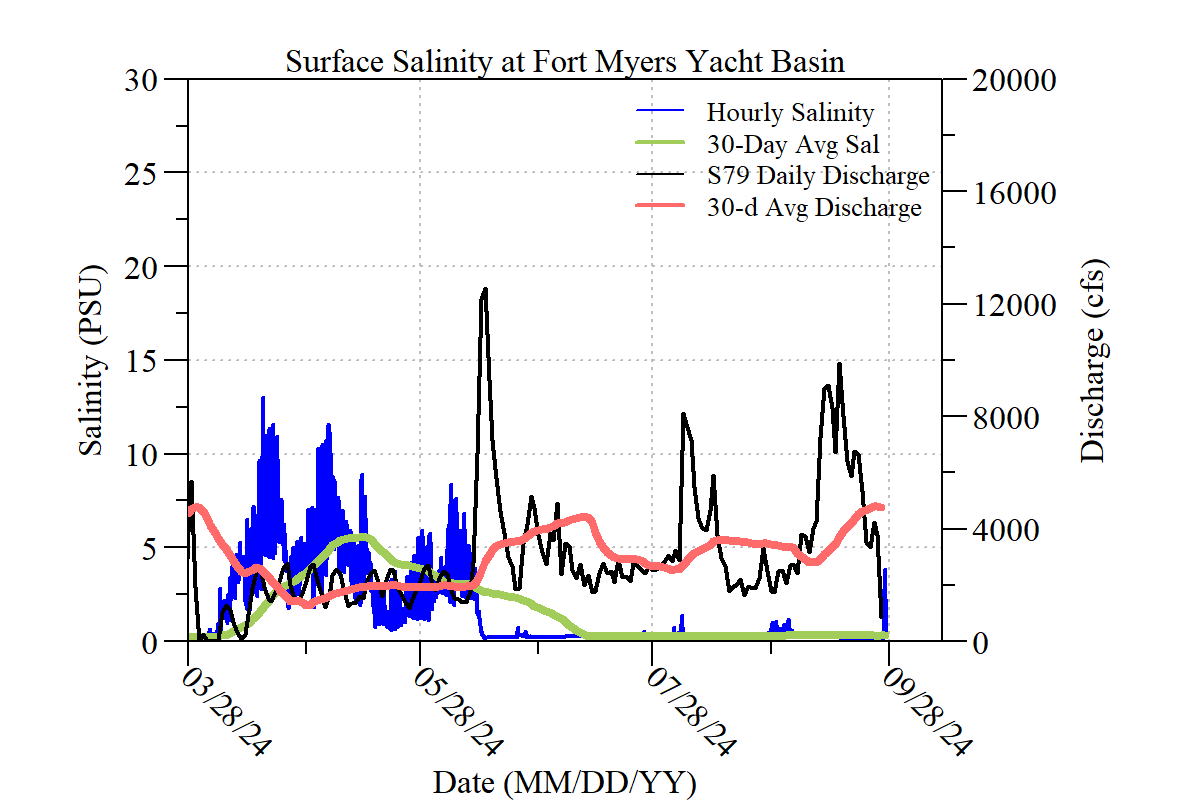 Surface Salinity at Fort Myers Yacht Basin
30
25
20
15
10
5
0
Salinity (PSU)
Hourly Salinity
30-Day Avg Sal
S79 Daily Discharge
30-d Avg Discharge
20000
16000
12000
8000
4000
0
Discharge (cfs)
03/28/24
05/28/24
07/28/24
09/28/24
Date (MM/DD/YY)